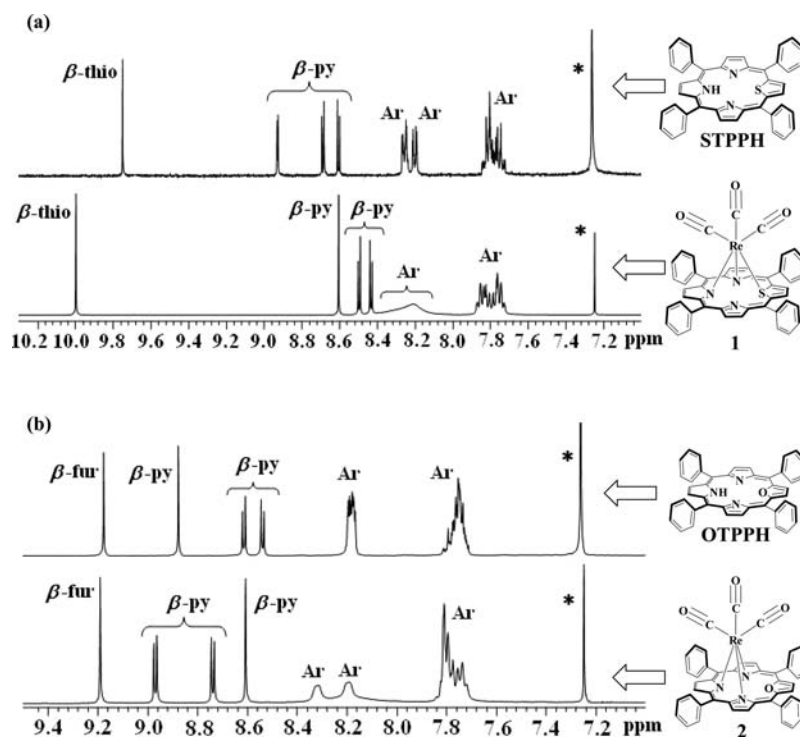 (a)
β-thio
β-py
Ar Ar
Ar
*
NH N S N
STPPH
β-thio
β-py
β-py
Ar
*
O C O C C O
Re
N N S N
1
10.2 10.0 9.8 9.6 9.4 9.2 9.0 8.8 8.6 8.4 8.2 8.0 7.8 7.6 7.4 7.2 ppm
(b)
β-fur
β-py
β-py
Ar
Ar
*
NH N O N
OTPPH
β-fur
β-py
β-py
Ar Ar
Ar
*
O C O C C O
Re
N N O N
2
9.4 9.2 9.0 8.8 8.6 8.4 8.2 8.0 7.8 7.6 7.4 7.2 ppm